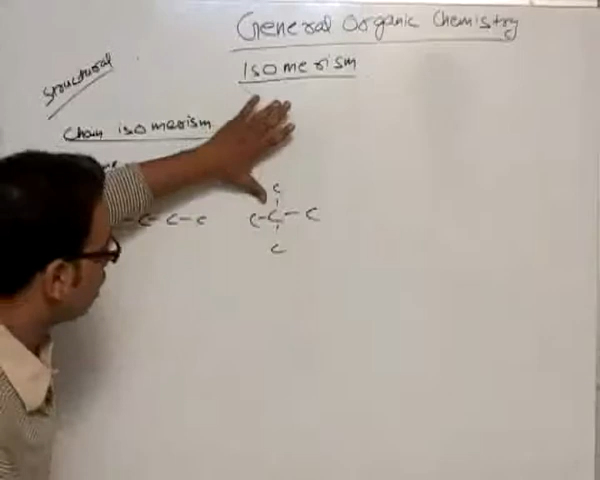 General Organic Chemistry
Isomerism
Structural
Chain isomerism
C
- C - C - C
C - C - C
C